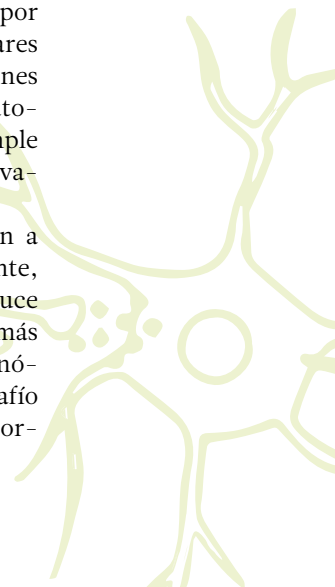 por
ares
nes
to-
nple
va-
n a
nte,
uce
más
nó-
afío
or-